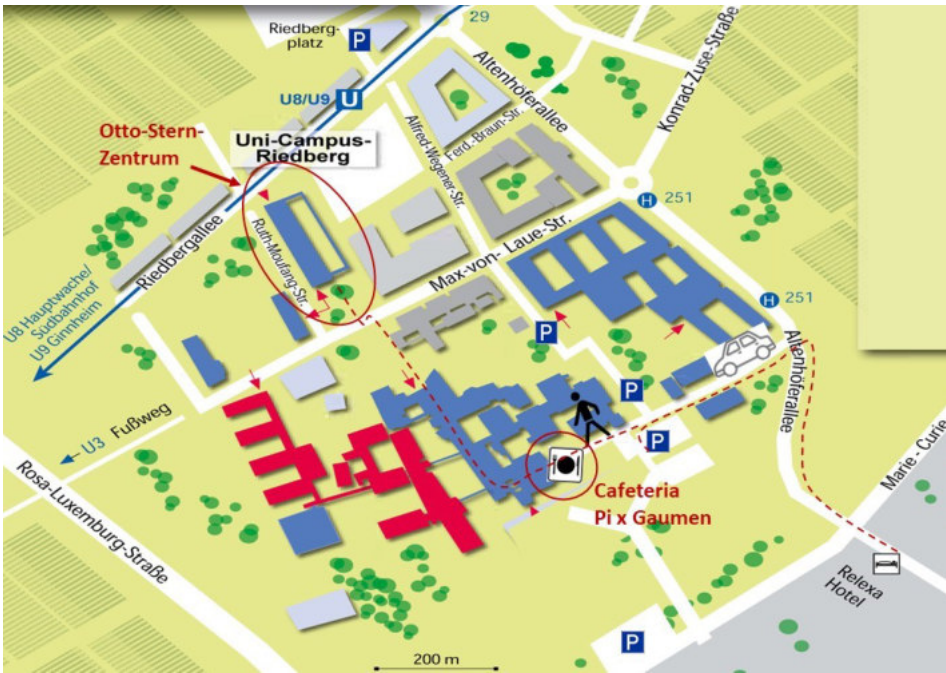 29
Riedberg-
platz
P
U8/U9
U
Otto-Stern-
Zentrum
Uni-Campus-
Riedberg
Altenhöferallee
Konrad-Zuse-Straße
Alfred-Wegener-Str.
Ferd.-Braun-Str.
H 251
Riedbergallee
Ruth-Moufang-Str.
Max-von- Laue-Str.
U8 Hauptwache/
Südbahnhof
U9 Ginnheim
H 251
P
Altenhöferallee
P
U3 Fußweg
P
Marie - Curie
Rosa-Luxemburg-Straße
Cafeteria
Pi x Gaumen
Relexa
Hotel
P
200 m